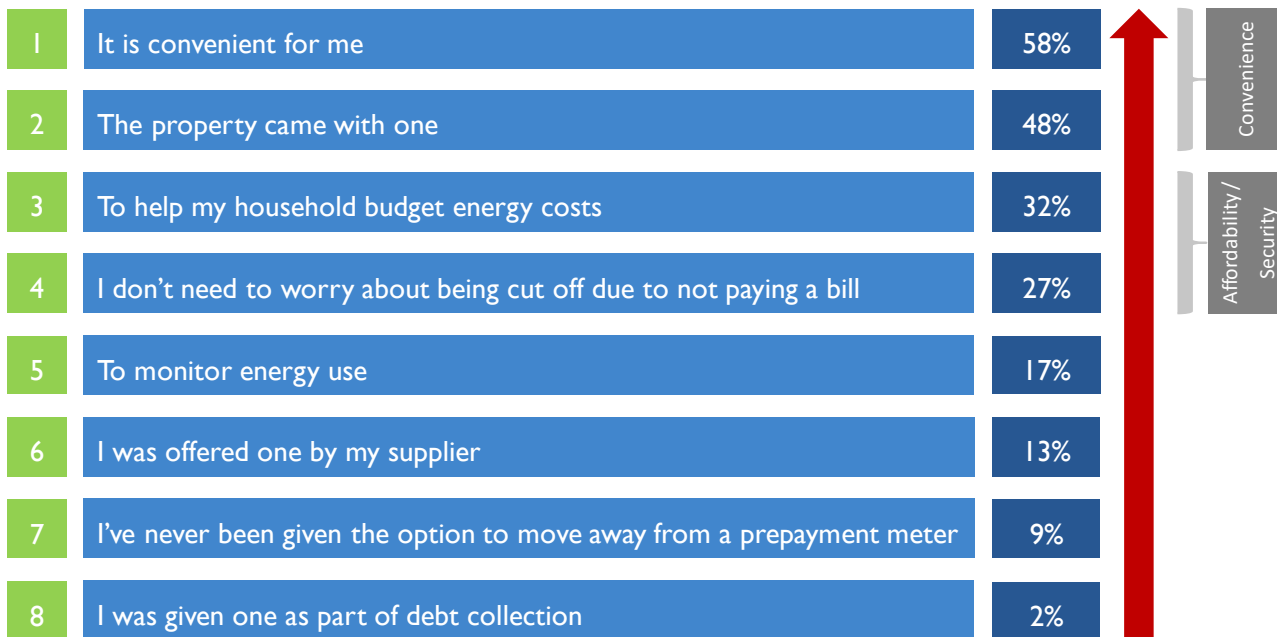 1 It is convenient for me 58%
2 The property came with one 48%
Convenience
3 To help my household budget energy costs 32%
4 I don't need to worry about being cut off due to not paying a bill 27%
Affordability/
Security
5 To monitor energy use 17%
6 I was offered one by my supplier 13%
7 I've never been given the option to move away from a prepayment meter 9%
8 I was given one as part of debt collection 2%